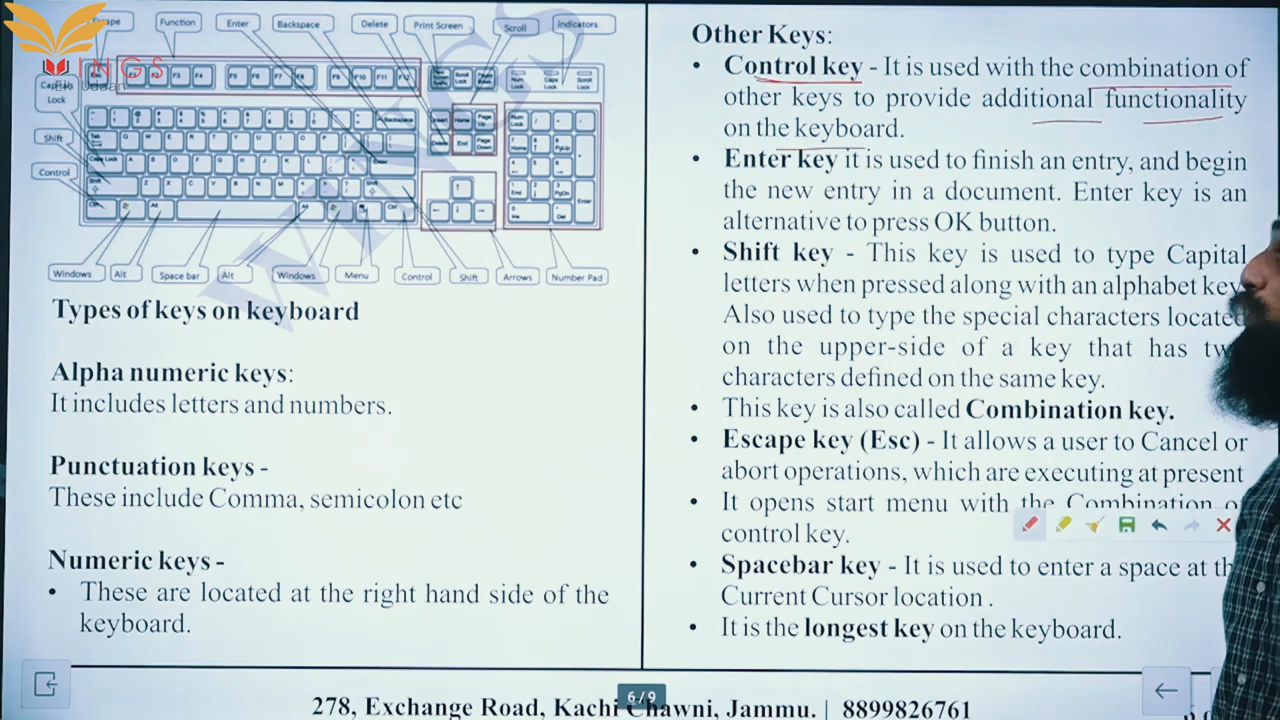 Escape Function Enter Backspace Delete Print Screen Scroll Indicators
WINGS
Ek Udaan
Lock
Shift
Control
Windows Alt Space bar Alt Windows Menu Control Shift Arrows Number Pad
Types of keys on keyboard
Alpha numeric keys:
It includes letters and numbers.
Punctuation keys -
These include Comma, semicolon etc
Numeric keys -
• These are located at the right hand side of the
keyboard.
Other Keys:
• Control key - It is used with the combination of
other keys to provide additional functionality
on the keyboard.
• Enter key it is used to finish an entry, and begin
the new entry in a document. Enter key is an
alternative to press OK button.
• Shift key - This key is used to type Capital
letters when pressed along with an alphabet key
Also used to type the special characters located
on the upper-side of a key that has
characters defined on the same key.
• This key is also called Combination key.
• Escape key (Esc) - It allows a user to Cancel or
abort operations, which are executing at present
• It opens start menu with the Combination of
control key.
• Spacebar key - It is used to enter a space at
Current Cursor location .
• It is the longest key on the keyboard.
6/9
278, Exchange Road, Kachi Chawni, Jammu. | 8899826761